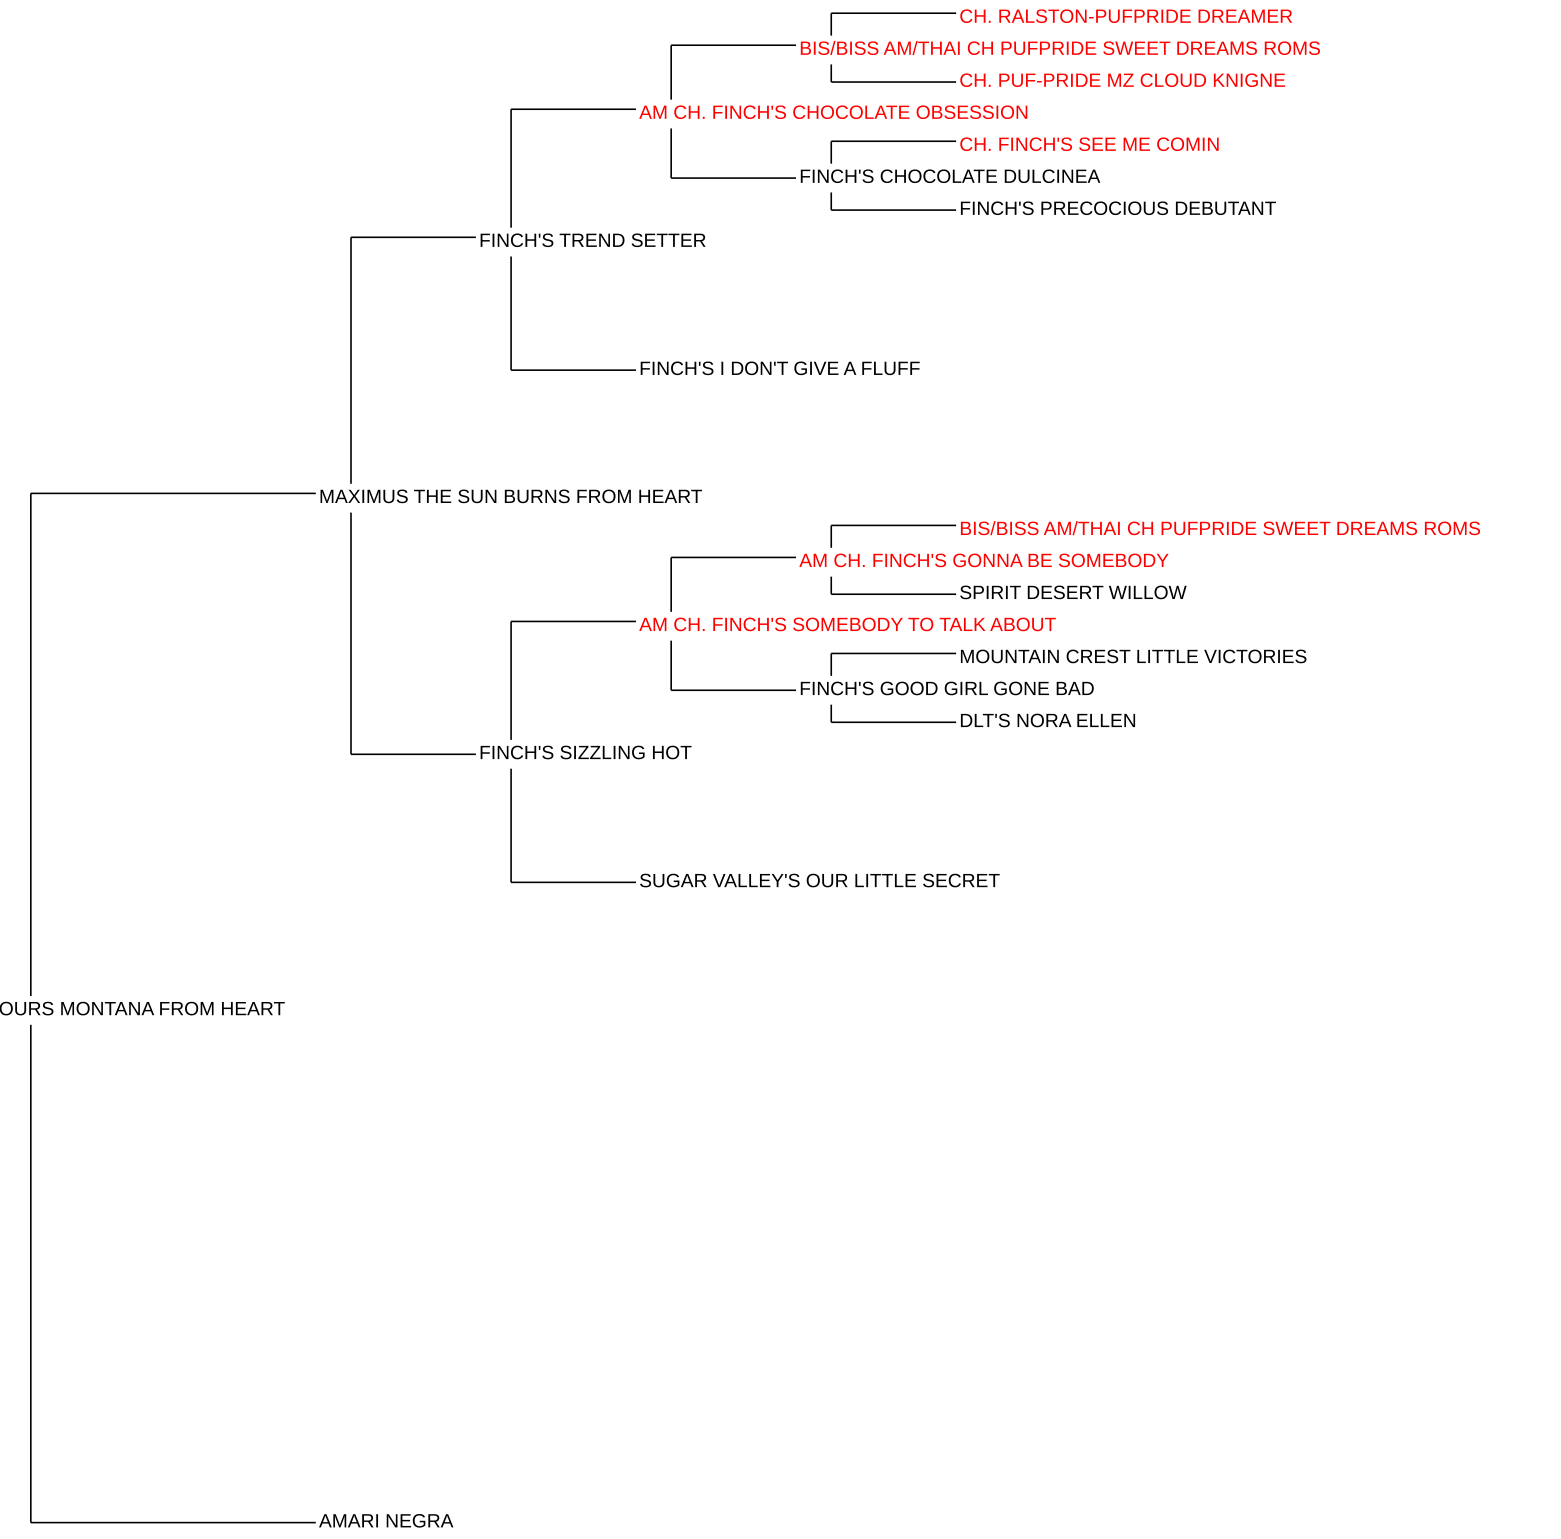 CH. RALSTON-PUFPRIDE DREAMER
BIS/BISS AM/THAI CH PUFPRIDE SWEET DREAMS ROMS
CH. PUF-PRIDE MZ CLOUD KNIGNE
AM CH. FINCH'S CHOCOLATE OBSESSION
CH. FINCH'S SEE ME COMIN
FINCH'S CHOCOLATE DULCINEA
FINCH'S PRECOCIOUS DEBUTANT
FINCH'S TREND SETTER
FINCH'S I DON'T GIVE A FLUFF
MAXIMUS THE SUN BURNS FROM HEART
BIS/BISS AM/THAI CH PUFPRIDE SWEET DREAMS ROMS
AM CH. FINCH'S GONNA BE SOMEBODY
SPIRIT DESERT WILLOW
AM CH. FINCH'S SOMEBODY TO TALK ABOUT
MOUNTAIN CREST LITTLE VICTORIES
FINCH'S GOOD GIRL GONE BAD
DLT'S NORA ELLEN
FINCH'S SIZZLING HOT
SUGAR VALLEY'S OUR LITTLE SECRET
OURS MONTANA FROM HEART
AMARI NEGRA